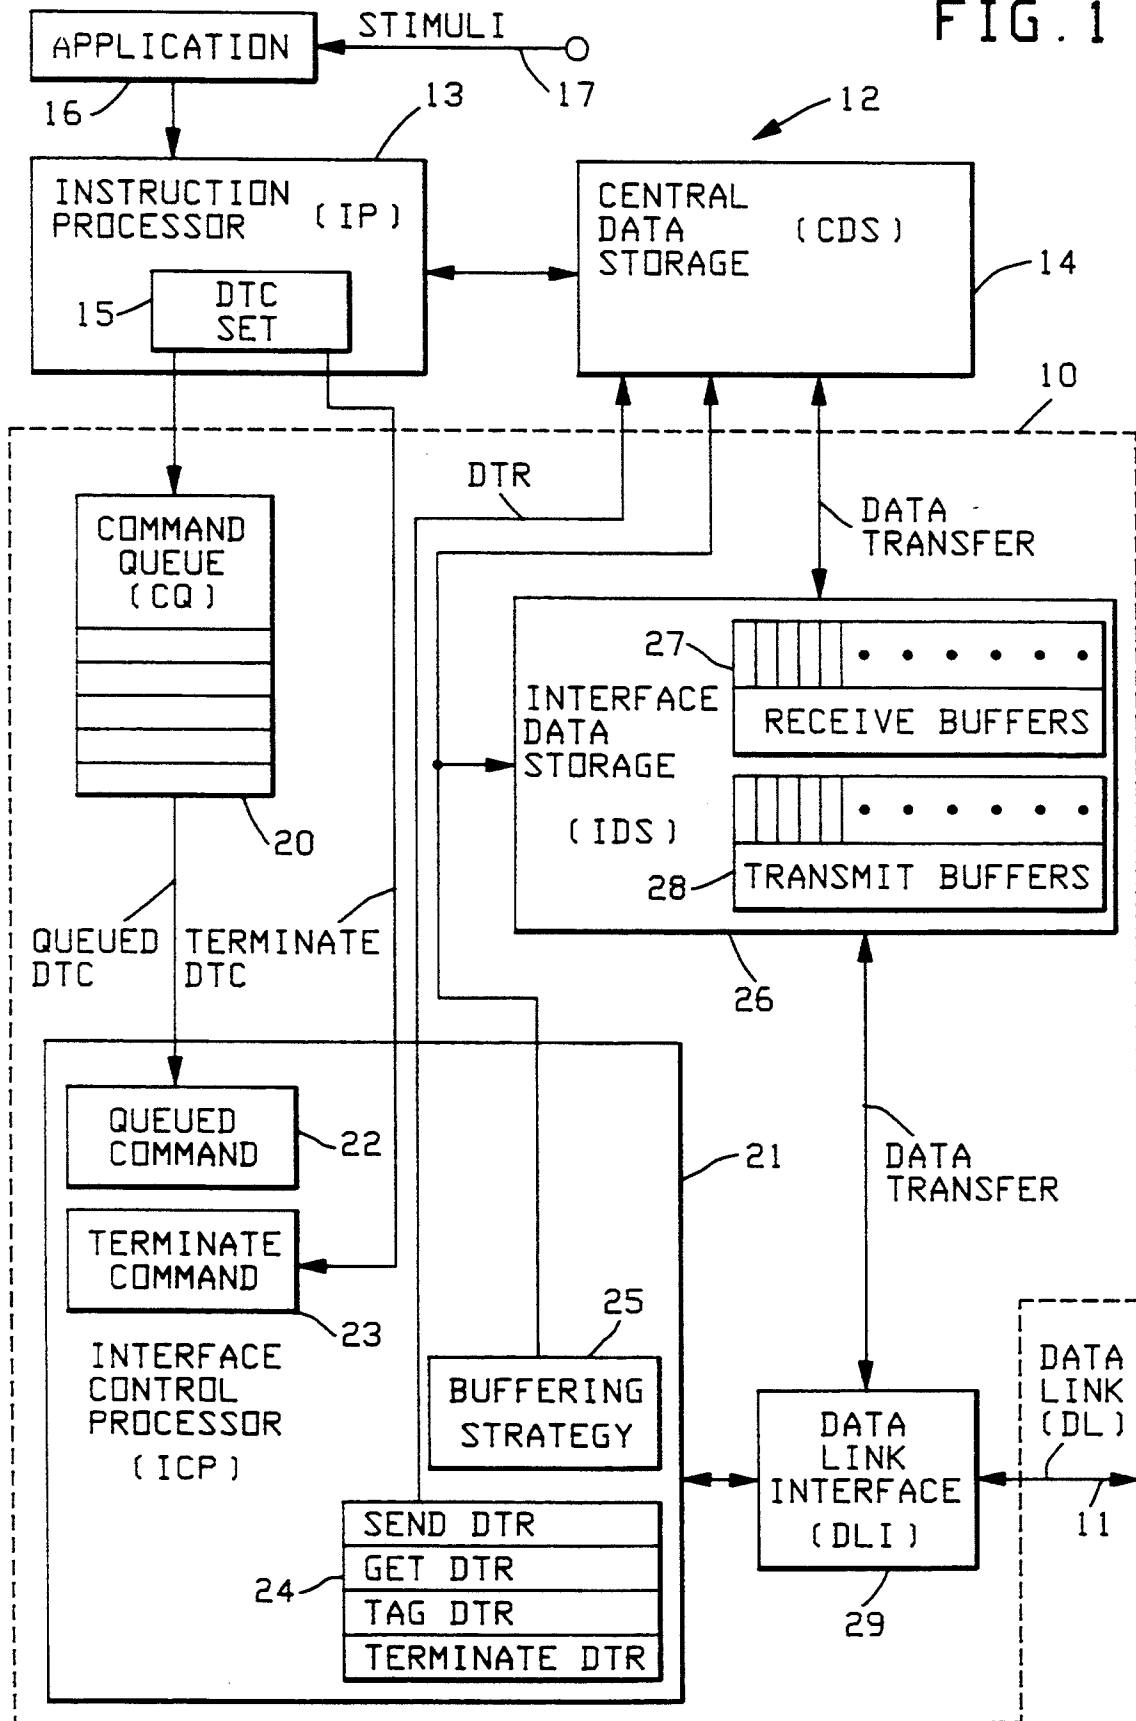 FIG. 1
STIMULI
APPLICATION
16
17
13
12
INSTRUCTION
PROCESSOR
(IP)
CENTRAL
DATA
STORAGE
(CDS)
14
15
DTC
SET
10
DTR
COMMAND
QUEUE
(CQ)
DATA
TRANSFER
27
INTERFACE
DATA
STORAGE
(IDS)
RECEIVE BUFFERS
28
TRANSMIT BUFFERS
20
QUEUED
DTC
TERMINATE
DTC
26
QUEUED
COMMAND
22
21
DATA
TRANSFER
TERMINATE
COMMAND
23
25
INTERFACE
CONTROL
PROCESSOR
(ICP)
BUFFERING
STRATEGY
DATA
LINK
INTERFACE
(DLI)
DATA
LINK
(DL)
11
24
SEND DTR
GET DTR
TAG DTR
TERMINATE DTR
29